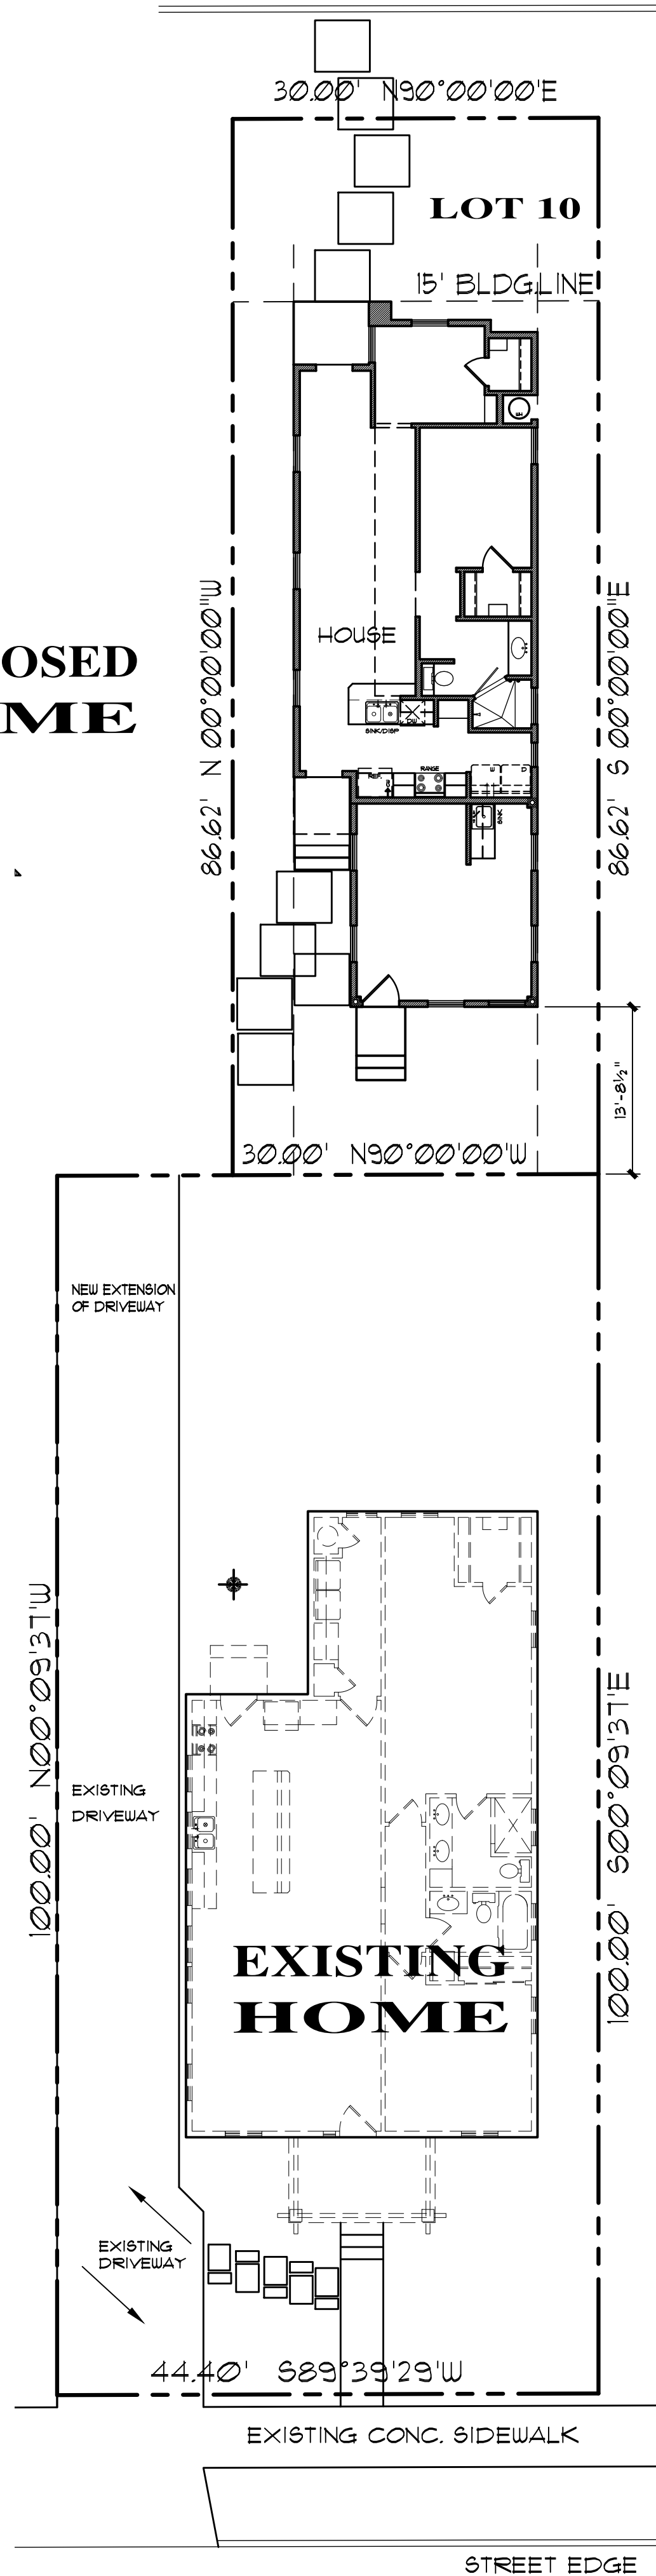 30.00' N90°00'00"E
LOT 10
15' BLDG.LINE
WH
86.62' N 00°00'00"W
86.62' S 00°00'00"E
HOUSE
OSED
ME
SINK/DISP
DW
REF.
RANGE
SINK
13'-8½"
30.00' N90°00'00"W
NEW EXTENSION
OF DRIVEWAY
100.00' N00°09'37"W
S00°09'37"E
100.00'
EXISTING
DRIVEWAY
EXISTING
HOME
EXISTING
DRIVEWAY
44.40' S89°39'29"W
EXISTING CONC. SIDEWALK
STREET EDGE